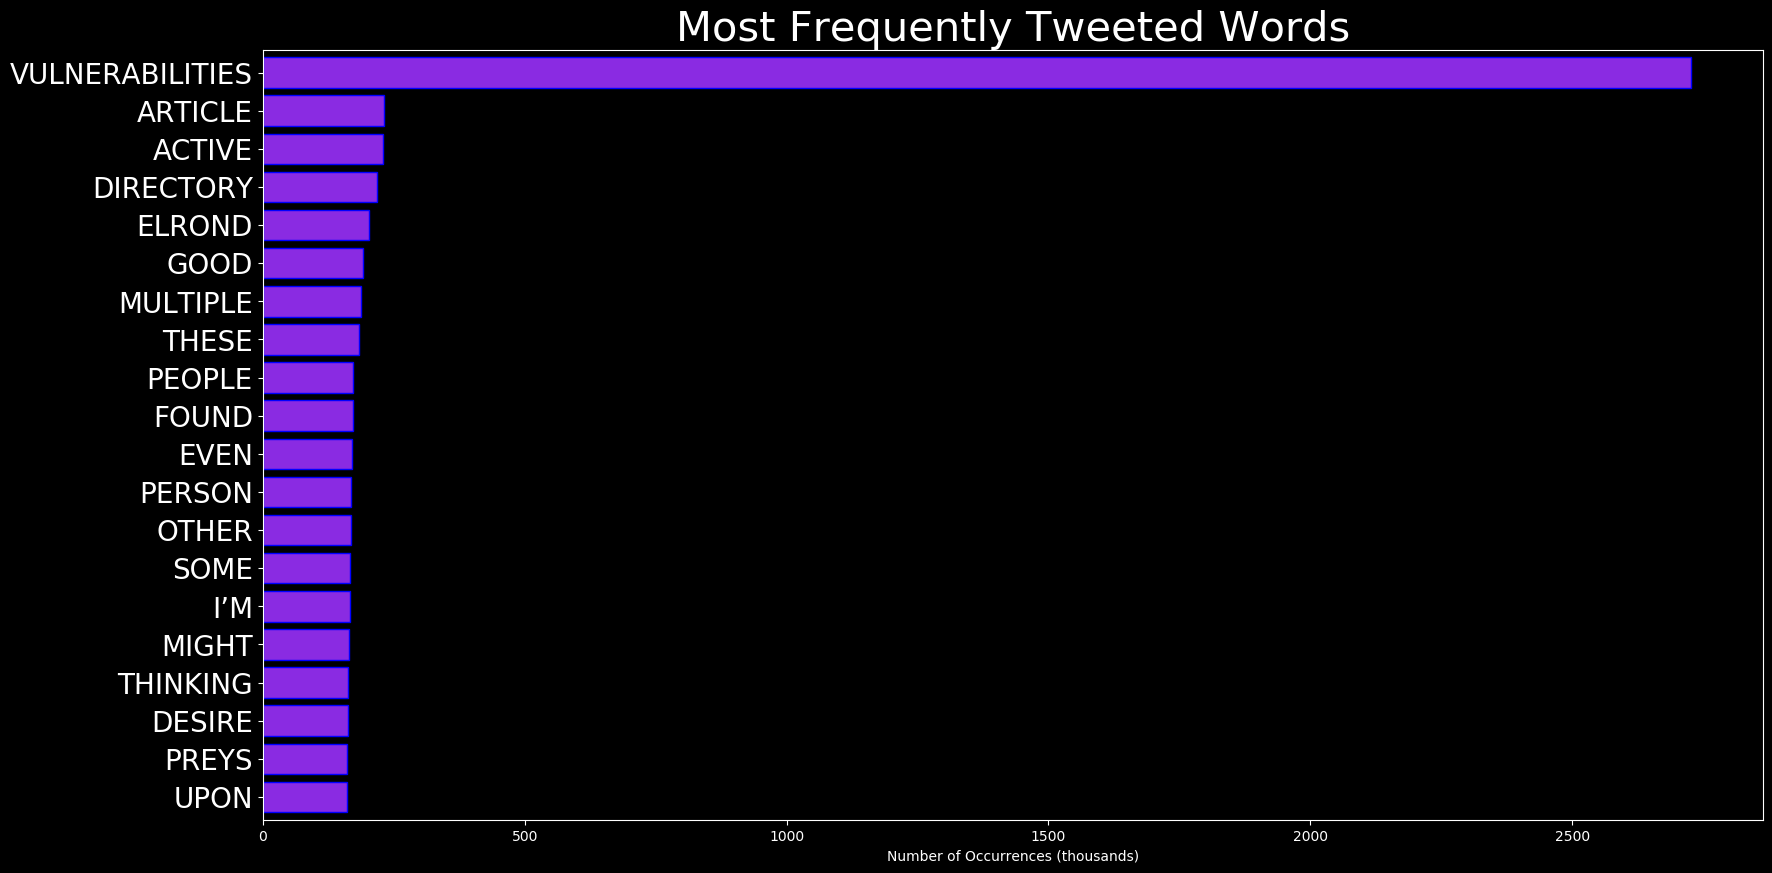 Most Frequently Tweeted Words
VULNERABILITIES
ARTICLE
ACTIVE
DIRECTORY
ELROND
GOOD
MULTIPLE
THESE
PEOPLE
FOUND
EVEN
PERSON
OTHER
SOME
I’M
MIGHT
THINKING
DESIRE
PREYS
UPON
0 500 1000 1500 2000 2500
Number of Occurrences (thousands)